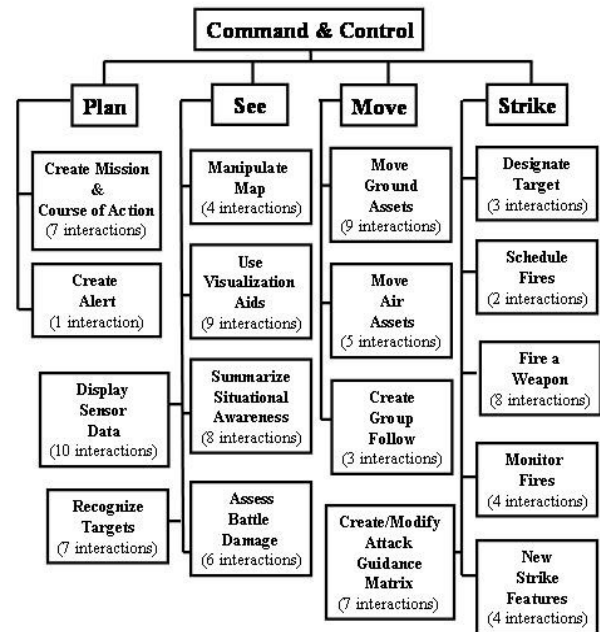 Command & Control
Plan
See
Move
Strike
Create Mission
&
Course of Action
(7 interactions)
Create
Alert
(1 interaction)
Display
Sensor
Data
(10 interactions)
Recognize
Targets
(7 interactions)
Manipulate
Map
(4 interactions)
Use
Visualization
Aids
(9 interactions)
Summarize
Situational
Awareness
(8 interactions)
Assess
Battle
Damage
(6 interactions)
Move
Ground
Assets
(9 interactions)
Move
Air
Assets
(5 interactions)
Create
Group
Follow
(3 interactions)
Create/Modify
Attack
Guidance
Matrix
(7 interactions)
Designate
Target
(3 interactions)
Schedule
Fires
(2 interactions)
Fire a
Weapon
(8 interactions)
Monitor
Fires
(4 interactions)
New
Strike
Features
(4 interactions)